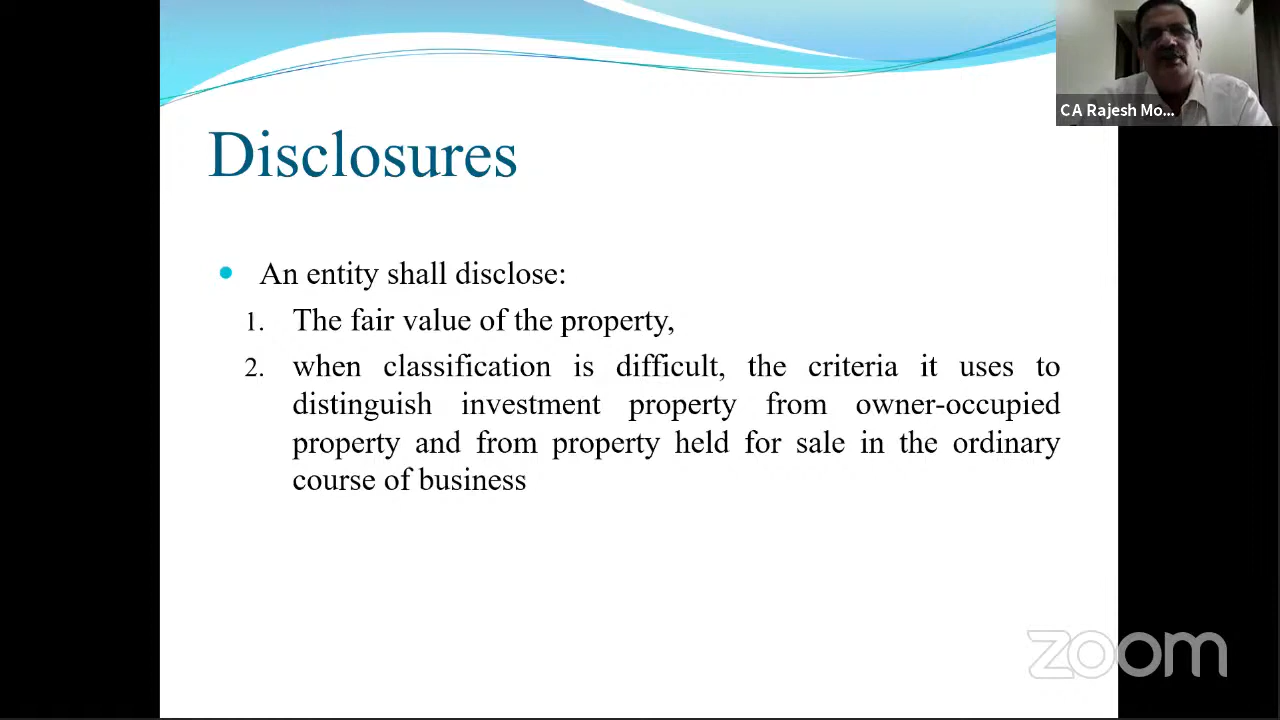 C A Rajesh Mo...
Disclosures
• An entity shall disclose:
1. The fair value of the property,
2. when classification is difficult, the criteria it uses to
distinguish investment property from owner-occupied
property and from property held for sale in the ordinary
course of business
zoom